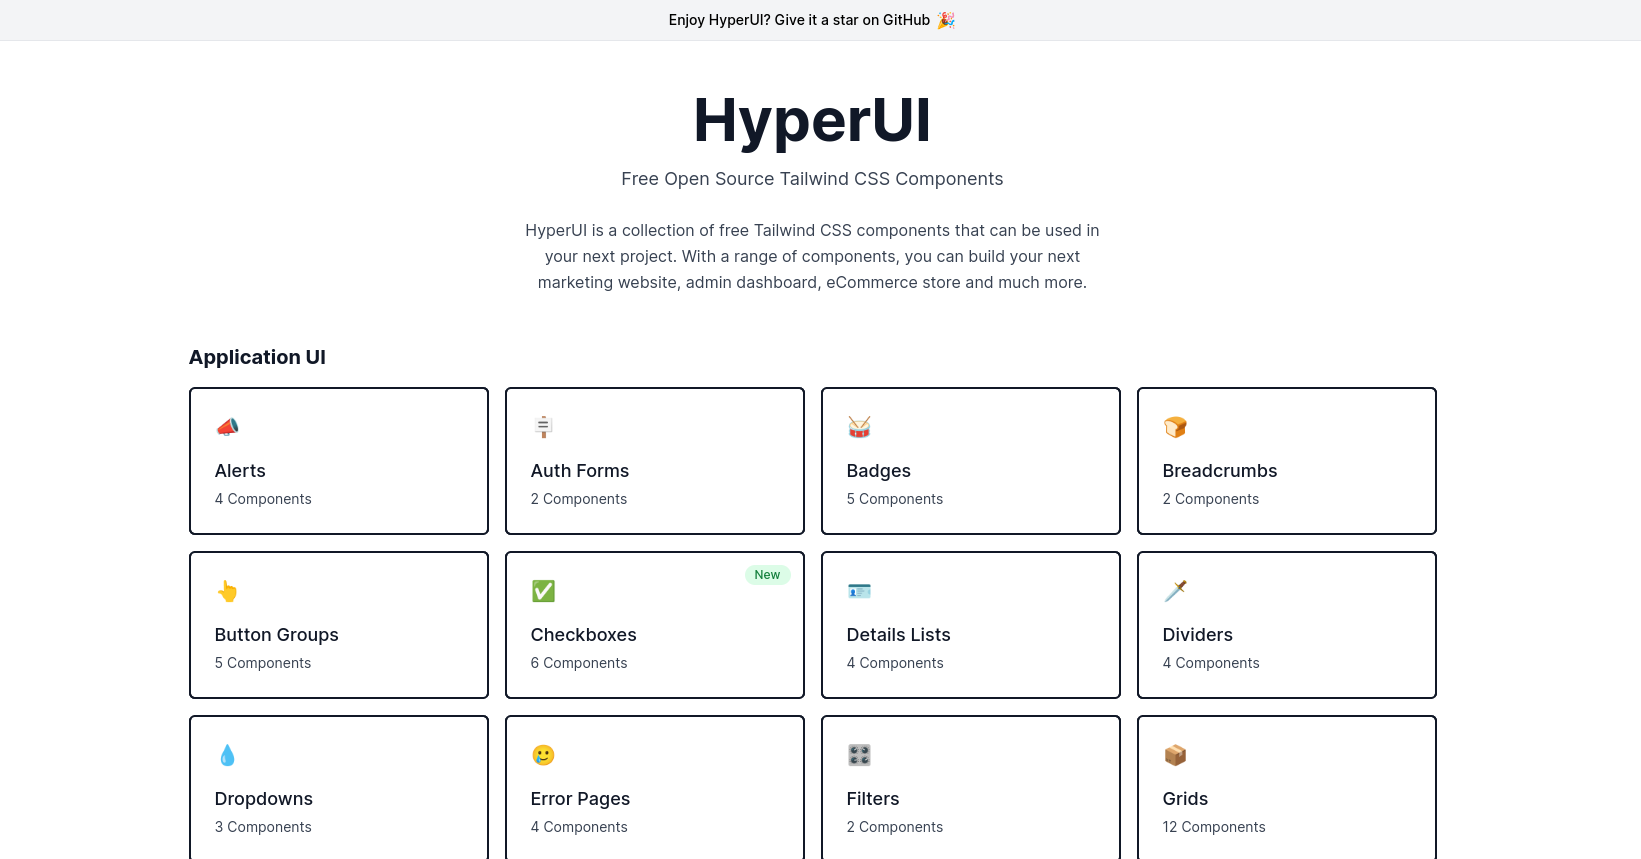 Enjoy HyperUI? Give it a star on GitHub 🎉
HyperUI
Free Open Source Tailwind CSS Components
HyperUI is a collection of free Tailwind CSS components that can be used in
your next project. With a range of components, you can build your next
marketing website, admin dashboard, eCommerce store and much more.
Application UI
Alerts
4 Components
Auth Forms
2 Components
Badges
5 Components
Breadcrumbs
2 Components
Button Groups
5 Components
New
Checkboxes
6 Components
Details Lists
4 Components
Dividers
4 Components
Dropdowns
3 Components
Error Pages
4 Components
Filters
2 Components
Grids
12 Components